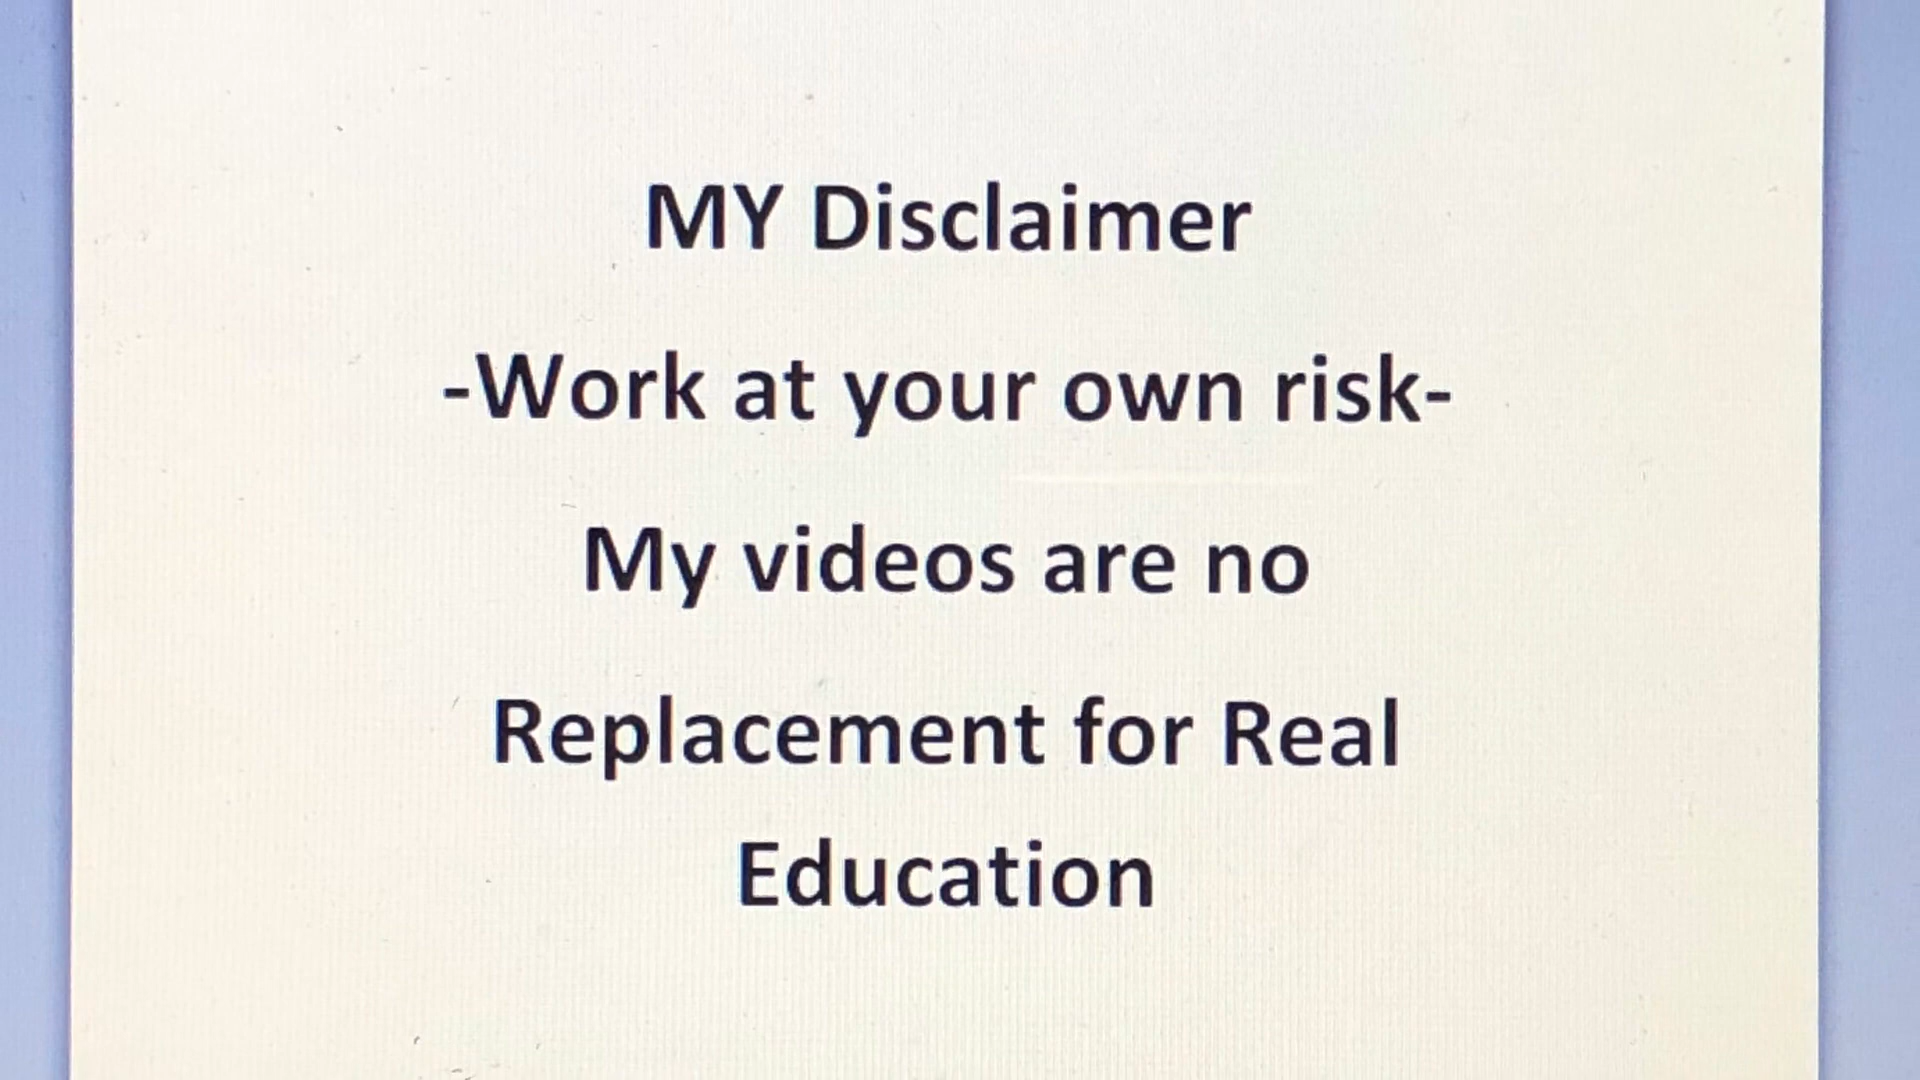 MY Disclaimer
-Work at your own risk-
My videos are no
Replacement for Real
Education